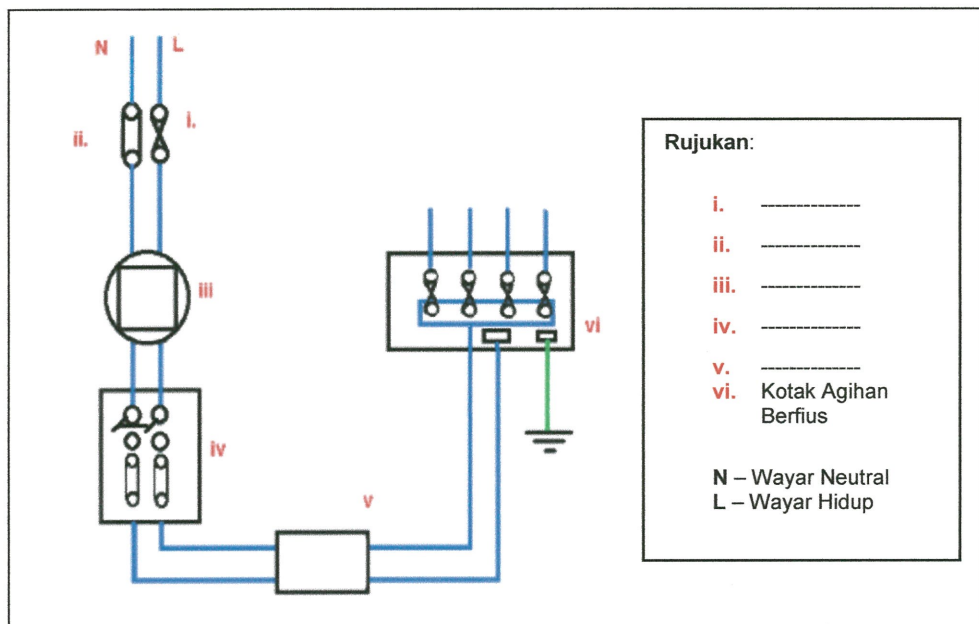 N L
i.
ii.
iii
iv
v
vi
Rujukan:
i. --------------
ii. --------------
iii. --------------
iv. --------------
v. --------------
vi. Kotak Agihan
Berfius
N – Wayar Neutral
L – Wayar Hidup